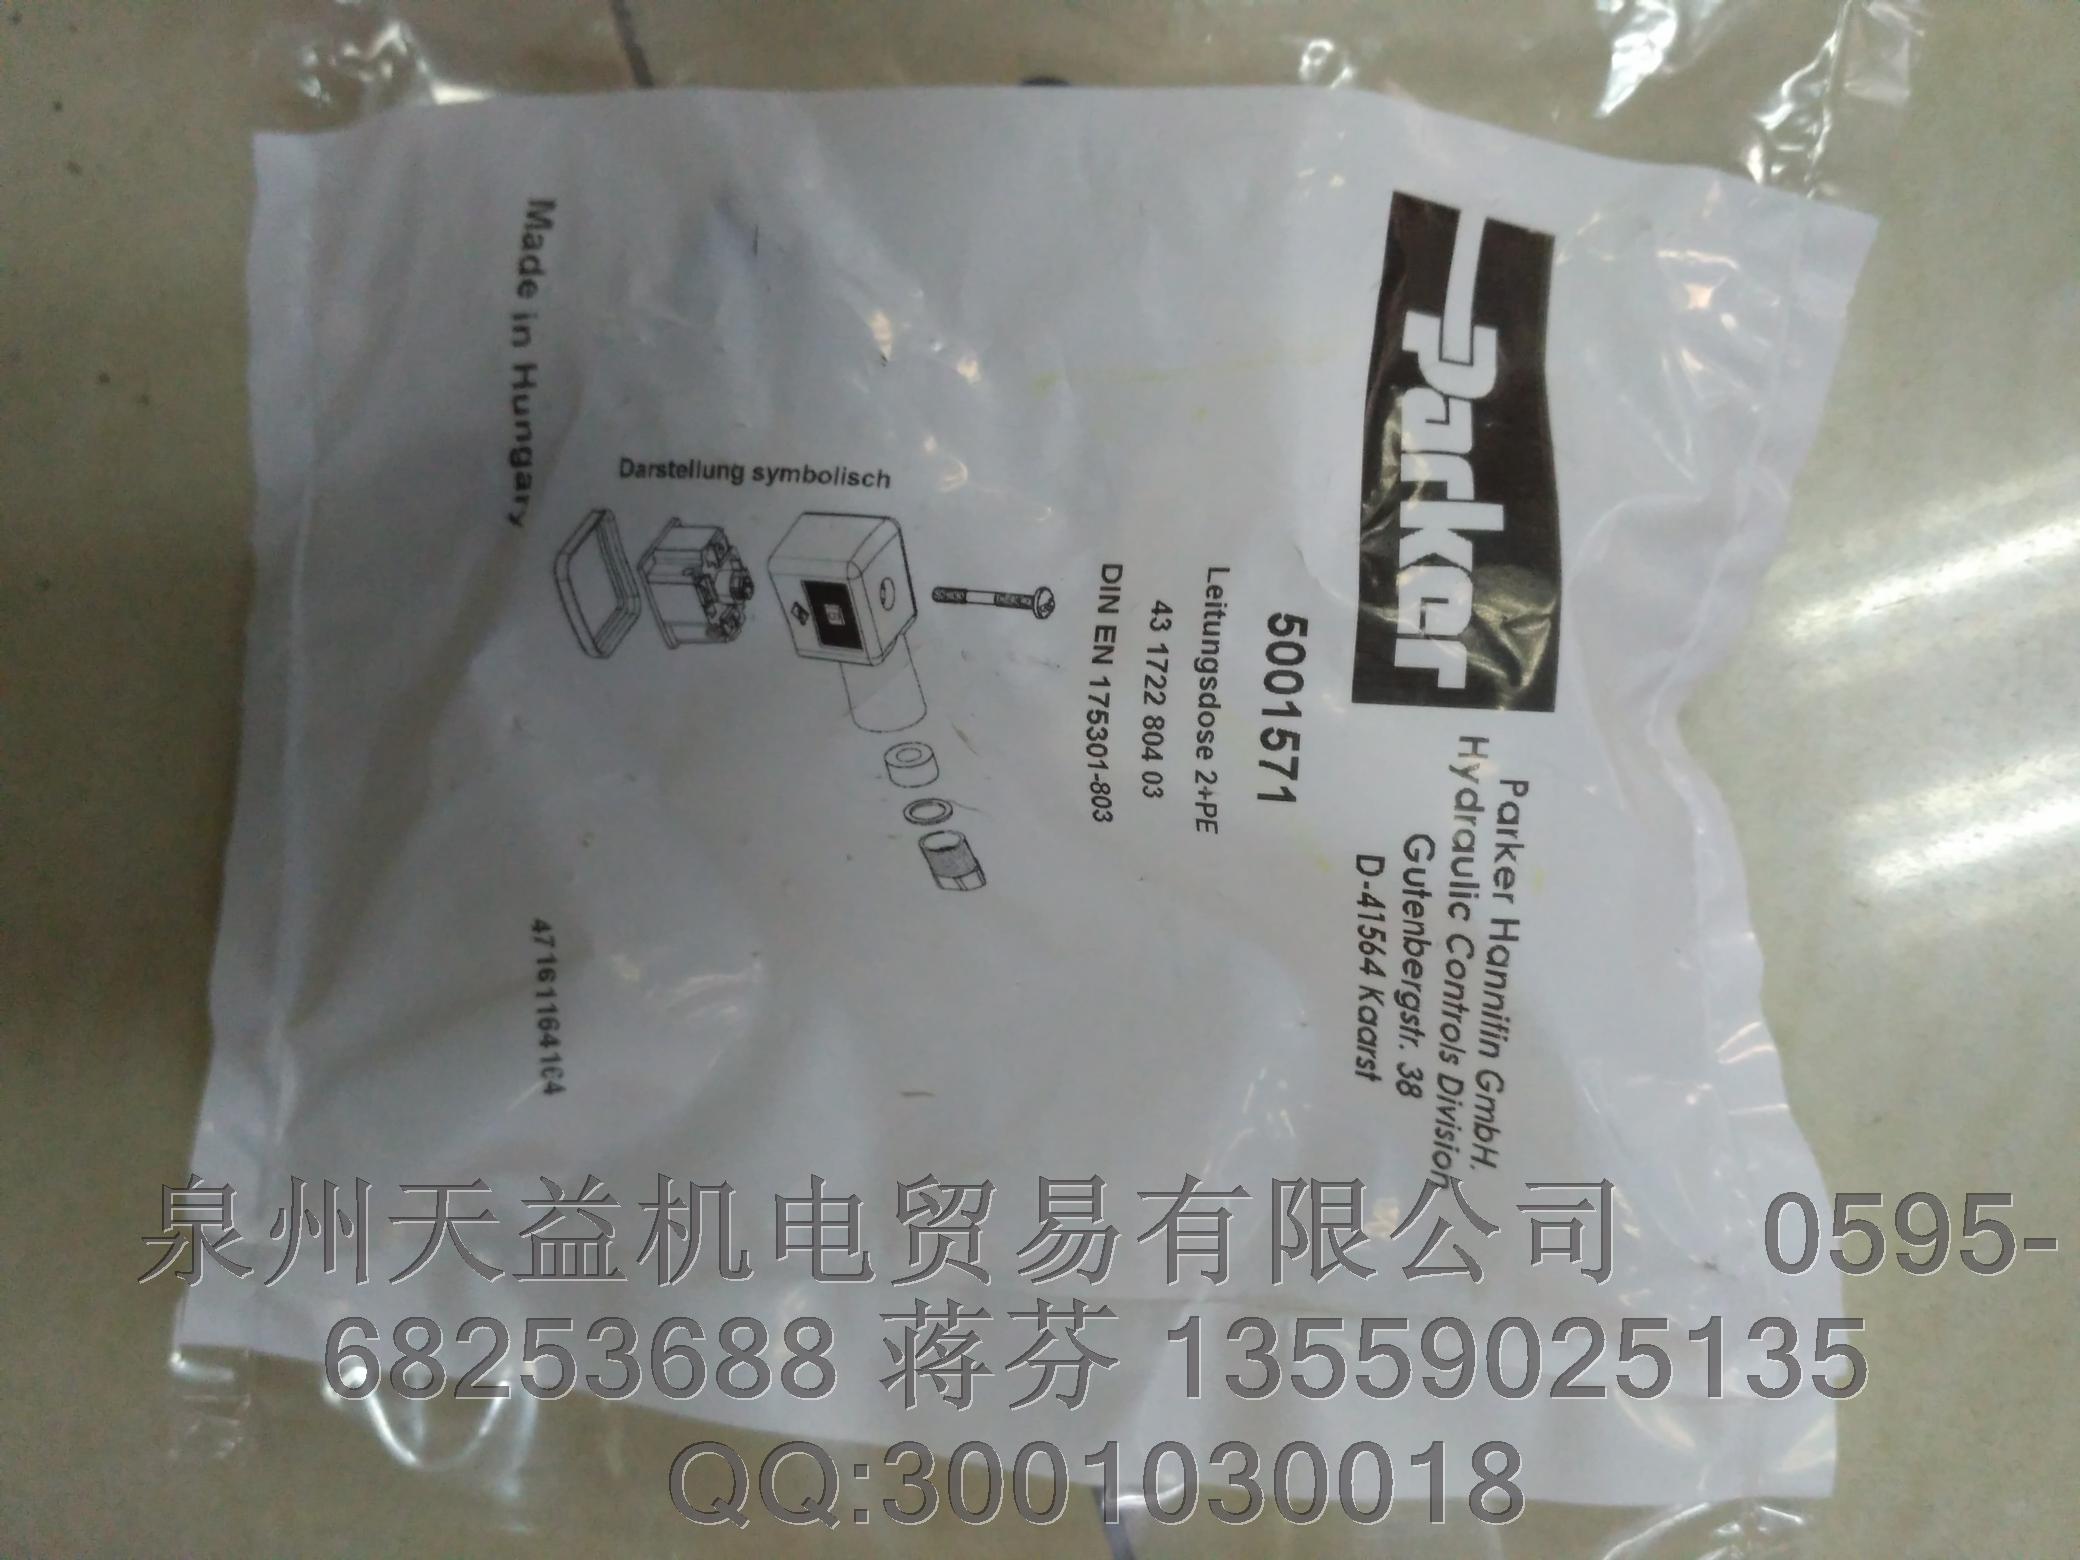 Parker
Parker Hannifin GmbH.
Hydraulic Controls Division
Gutenbergstr. 38
D-41564 Kaarst
5001571
Leitungsdose 2+PE
43 1722 804 03
DIN EN 175301-803
Darstellung symbolisch
Made in Hungary
泉州天益机电贸易有限公司 0595-
68253688 蒋芬 13559025135
QQ:3001030018